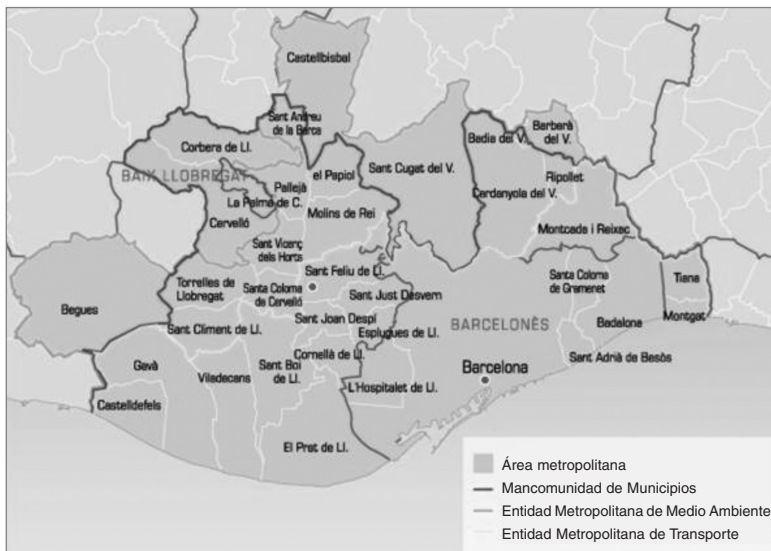 Castellbisbal
Sant Andreu
de la Barca
Corbera de Ll.
BAIX LLOBREGAT
Pallejà
el Papiol
Sant Cugat del V.
Badia del V.
Barberà
del V.
Ripollet
Cerdanyola del V.
La Palma de C.
Cervelló
Molins de Rei
Montcada i Reixac
Sant Vicenç
dels Horts
Sant Feliu de Ll.
Torrelles de
Llobregat
Santa Coloma
de Cervelló
Sant Just Desvern
Santa Coloma
de Gramenet
Tiana
Begues
Sant Climent de Ll.
Sant Joan Despí
Esplugues de Ll.
BARCELONÈS
Badalona
Montgat
Gavà
Viladecans
Sant Boi
de Ll.
Cornellà de Ll.
L'Hospitalet de Ll.
Barcelona
Sant Adrià de Besòs
Castelldefels
El Prat de Ll.
Área metropolitana
Mancomunidad de Municipios
Entidad Metropolitana de Medio Ambiente
Entidad Metropolitana de Transporte